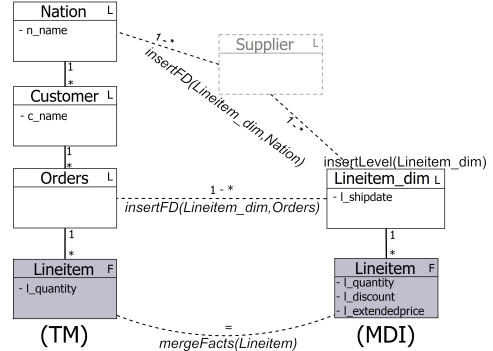 Nation L
- n_name
1 - *
Supplier L
insertFD(Lineitem_dim,Nation)
1
*
Customer L
- c_name
1 - *
1
*
insertLevel(Lineitem_dim)
Orders L
Lineitem_dim L
- l_shipdate
1 - *
insertFD(Lineitem_dim,Orders)
1
*
1
*
Lineitem F
- l_quantity
Lineitem F
- l_quantity
- l_discount
- l_extendedprice
(TM)
=
(MDI)
mergeFacts(Lineitem)